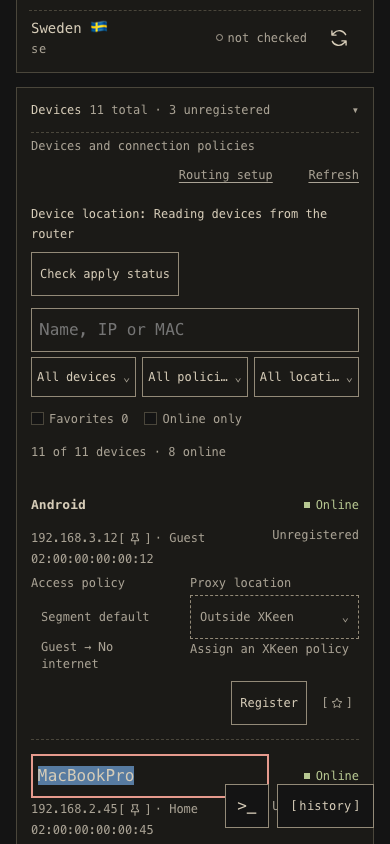 Sweden 🇸🇪
se
not checked
Devices 11 total · 3 unregistered ▾
Devices and connection policies
Routing setup Refresh
Device location: Reading devices from the
router
Check apply status
Name, IP or MAC
All devices All polici… All locati…
Favorites 0 Online only
11 of 11 devices · 8 online
Android Online
192.168.3.12[ ]· Guest Unregistered
02:00:00:00:00:12
Access policy Proxy location
Segment default Outside XKeen
Guest → No
internet
Assign an XKeen policy
Register [☆]
MacBookPro Online
192.168.2.45[ ]· Home
02:00:00:00:00:45
>_ [history]